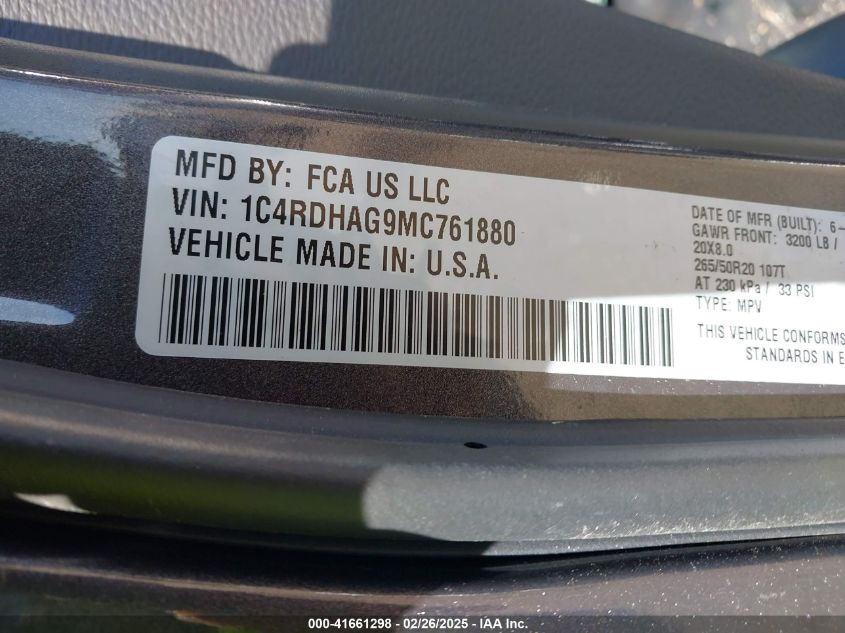 MFD BY: FCA US LLC
VIN: 1C4RDHAG9MC761880
VEHICLE MADE IN: U.S.A.
DATE OF MFR (BUILT): 6-
GAWR FRONT: 3200 LB /
20X8.0
265/50R20 107T
AT 230 kPa / 33 PSI
TYPE: MPV
THIS VEHICLE CONFORMS
STANDARDS IN E
000-41661298 - 02/26/2025 - IAA Inc.